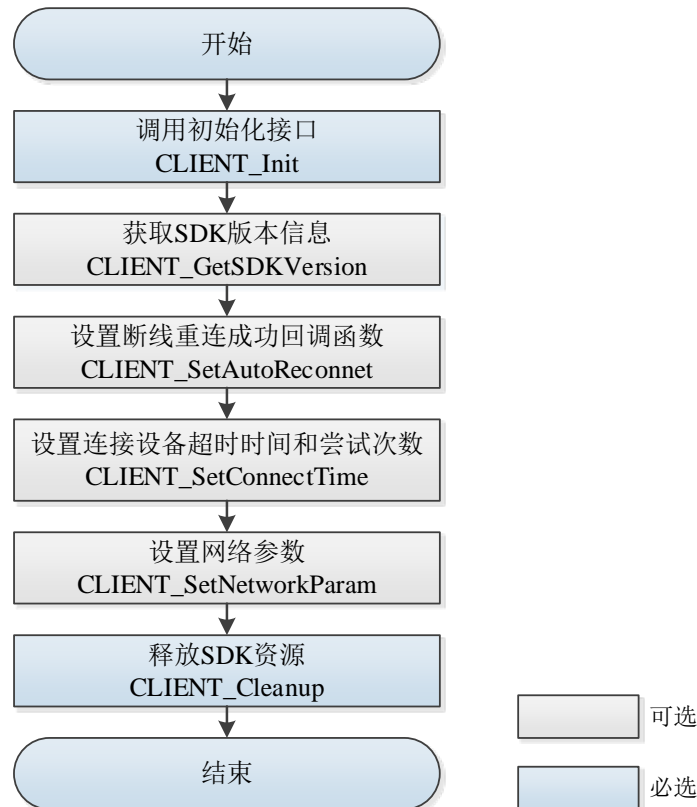 开始
调用初始化接口
CLIENT_Init
获取SDK版本信息
CLIENT_GetSDKVersion
设置断线重连成功回调函数
CLIENT_SetAutoReconnet
设置连接设备超时时间和尝试次数
CLIENT_SetConnectTime
设置网络参数
CLIENT_SetNetworkParam
释放SDK资源
CLIENT_Cleanup
结束
可选
必选